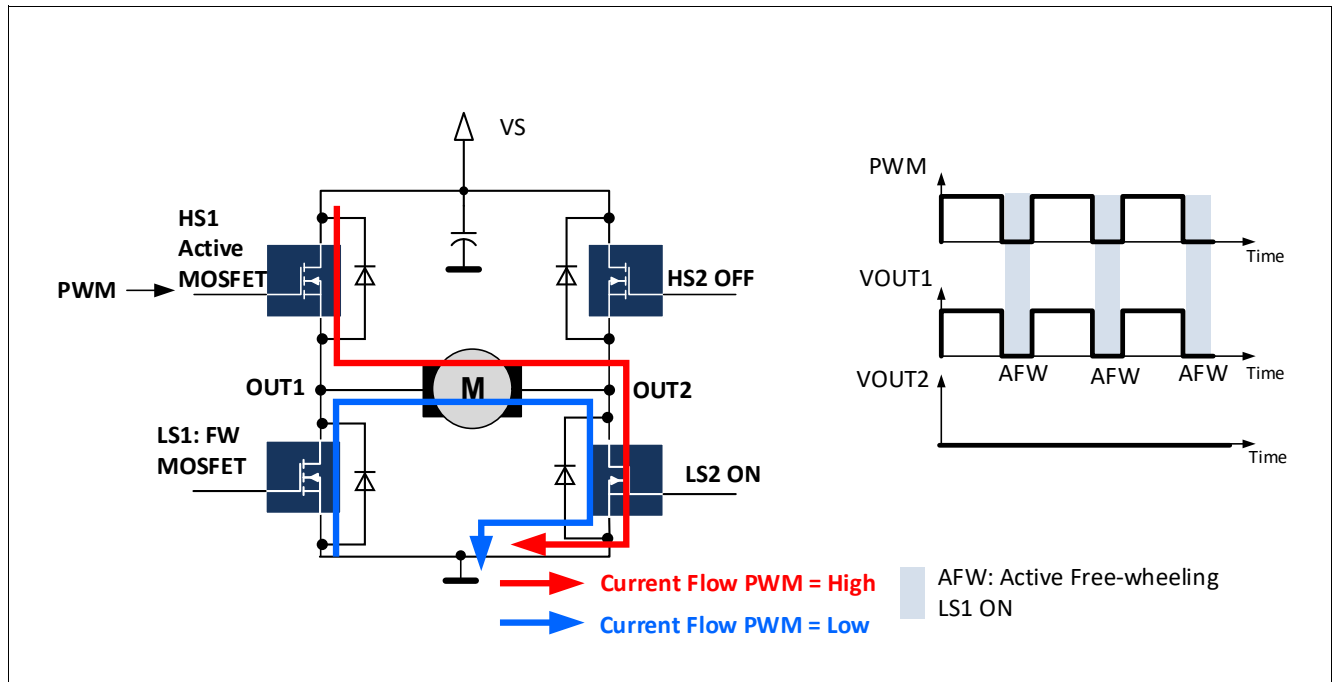 VS
HS1
Active
MOSFET
PWM
HS2 OFF
OUT1
M
OUT2
LS1: FW
MOSFET
LS2 ON
Current Flow PWM = High
Current Flow PWM = Low
PWM
Time
VOUT1
AFW
AFW
AFW
Time
VOUT2
Time
AFW: Active Free-wheeling
LS1 ON